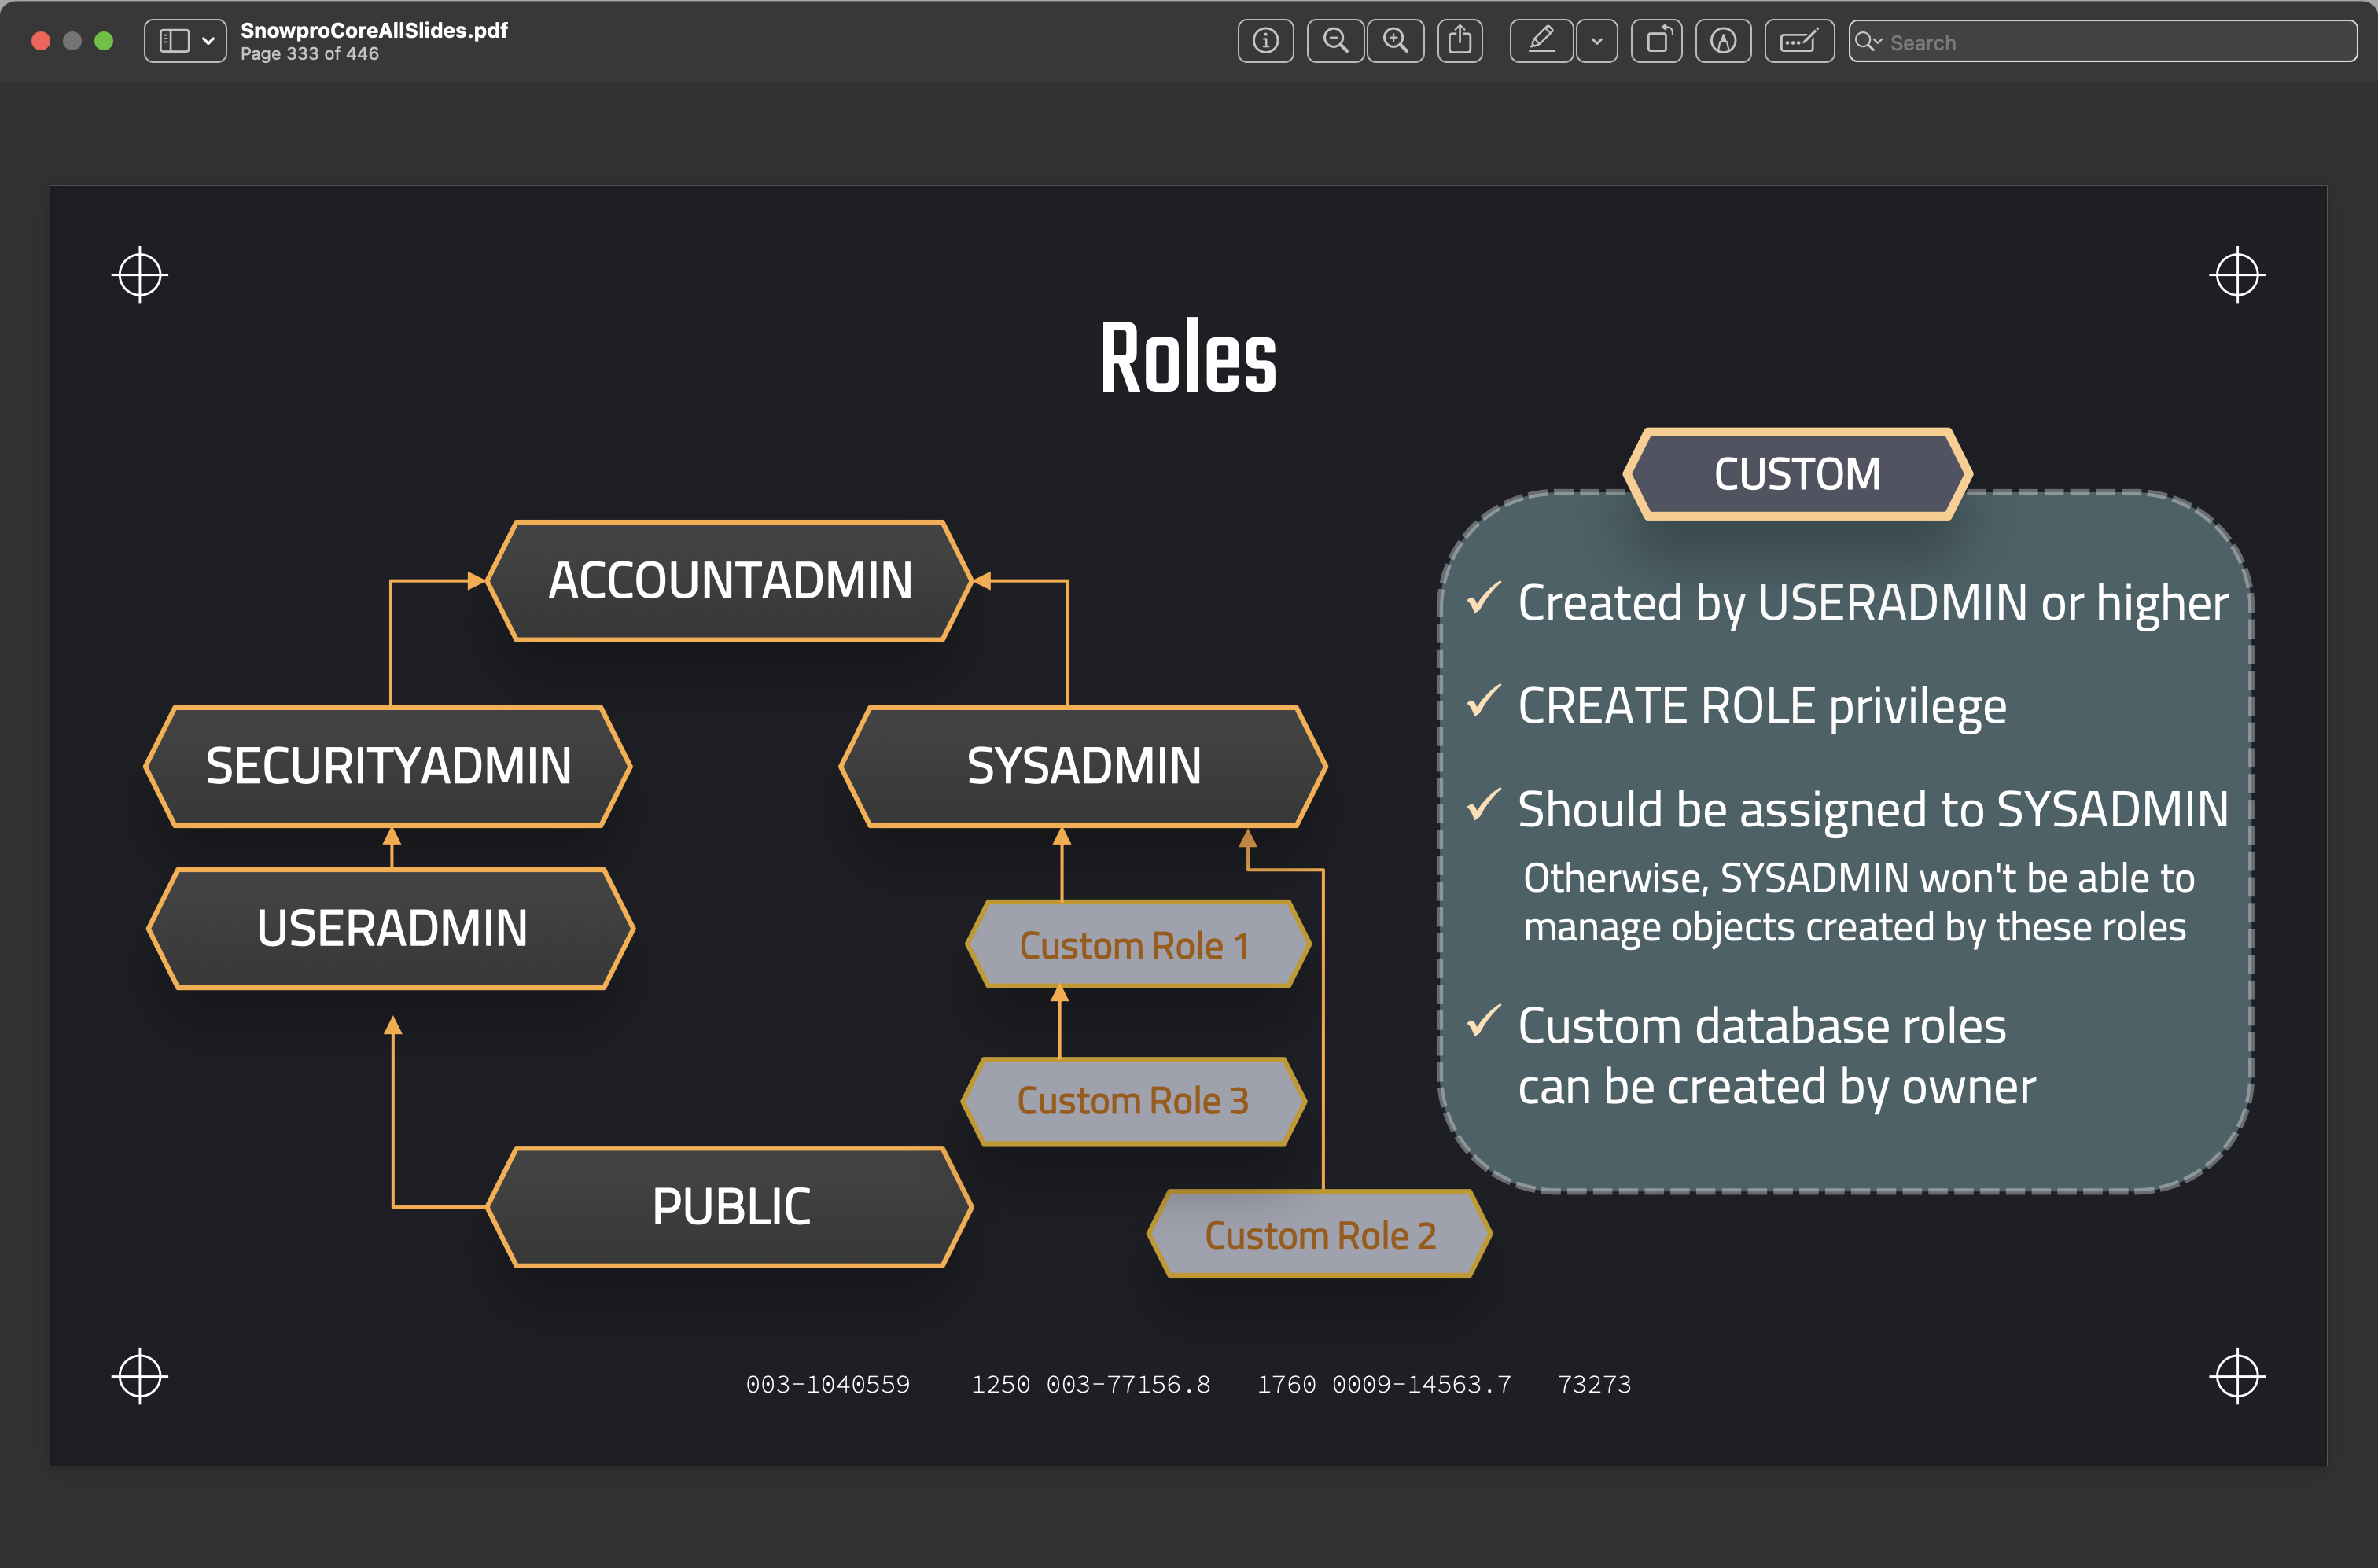 SnowproCoreAllSlides.pdf
Page 333 of 446
Search
Roles
CUSTOM
ACCOUNTADMIN
SECURITYADMIN
SYSADMIN
USERADMIN
Custom Role 1
Custom Role 3
PUBLIC
Custom Role 2
Created by USERADMIN or higher
CREATE ROLE privilege
Should be assigned to SYSADMIN
Otherwise, SYSADMIN won't be able to
manage objects created by these roles
Custom database roles
can be created by owner
003-1040559 1250 003-77156.8 1760 0009-14563.7 73273